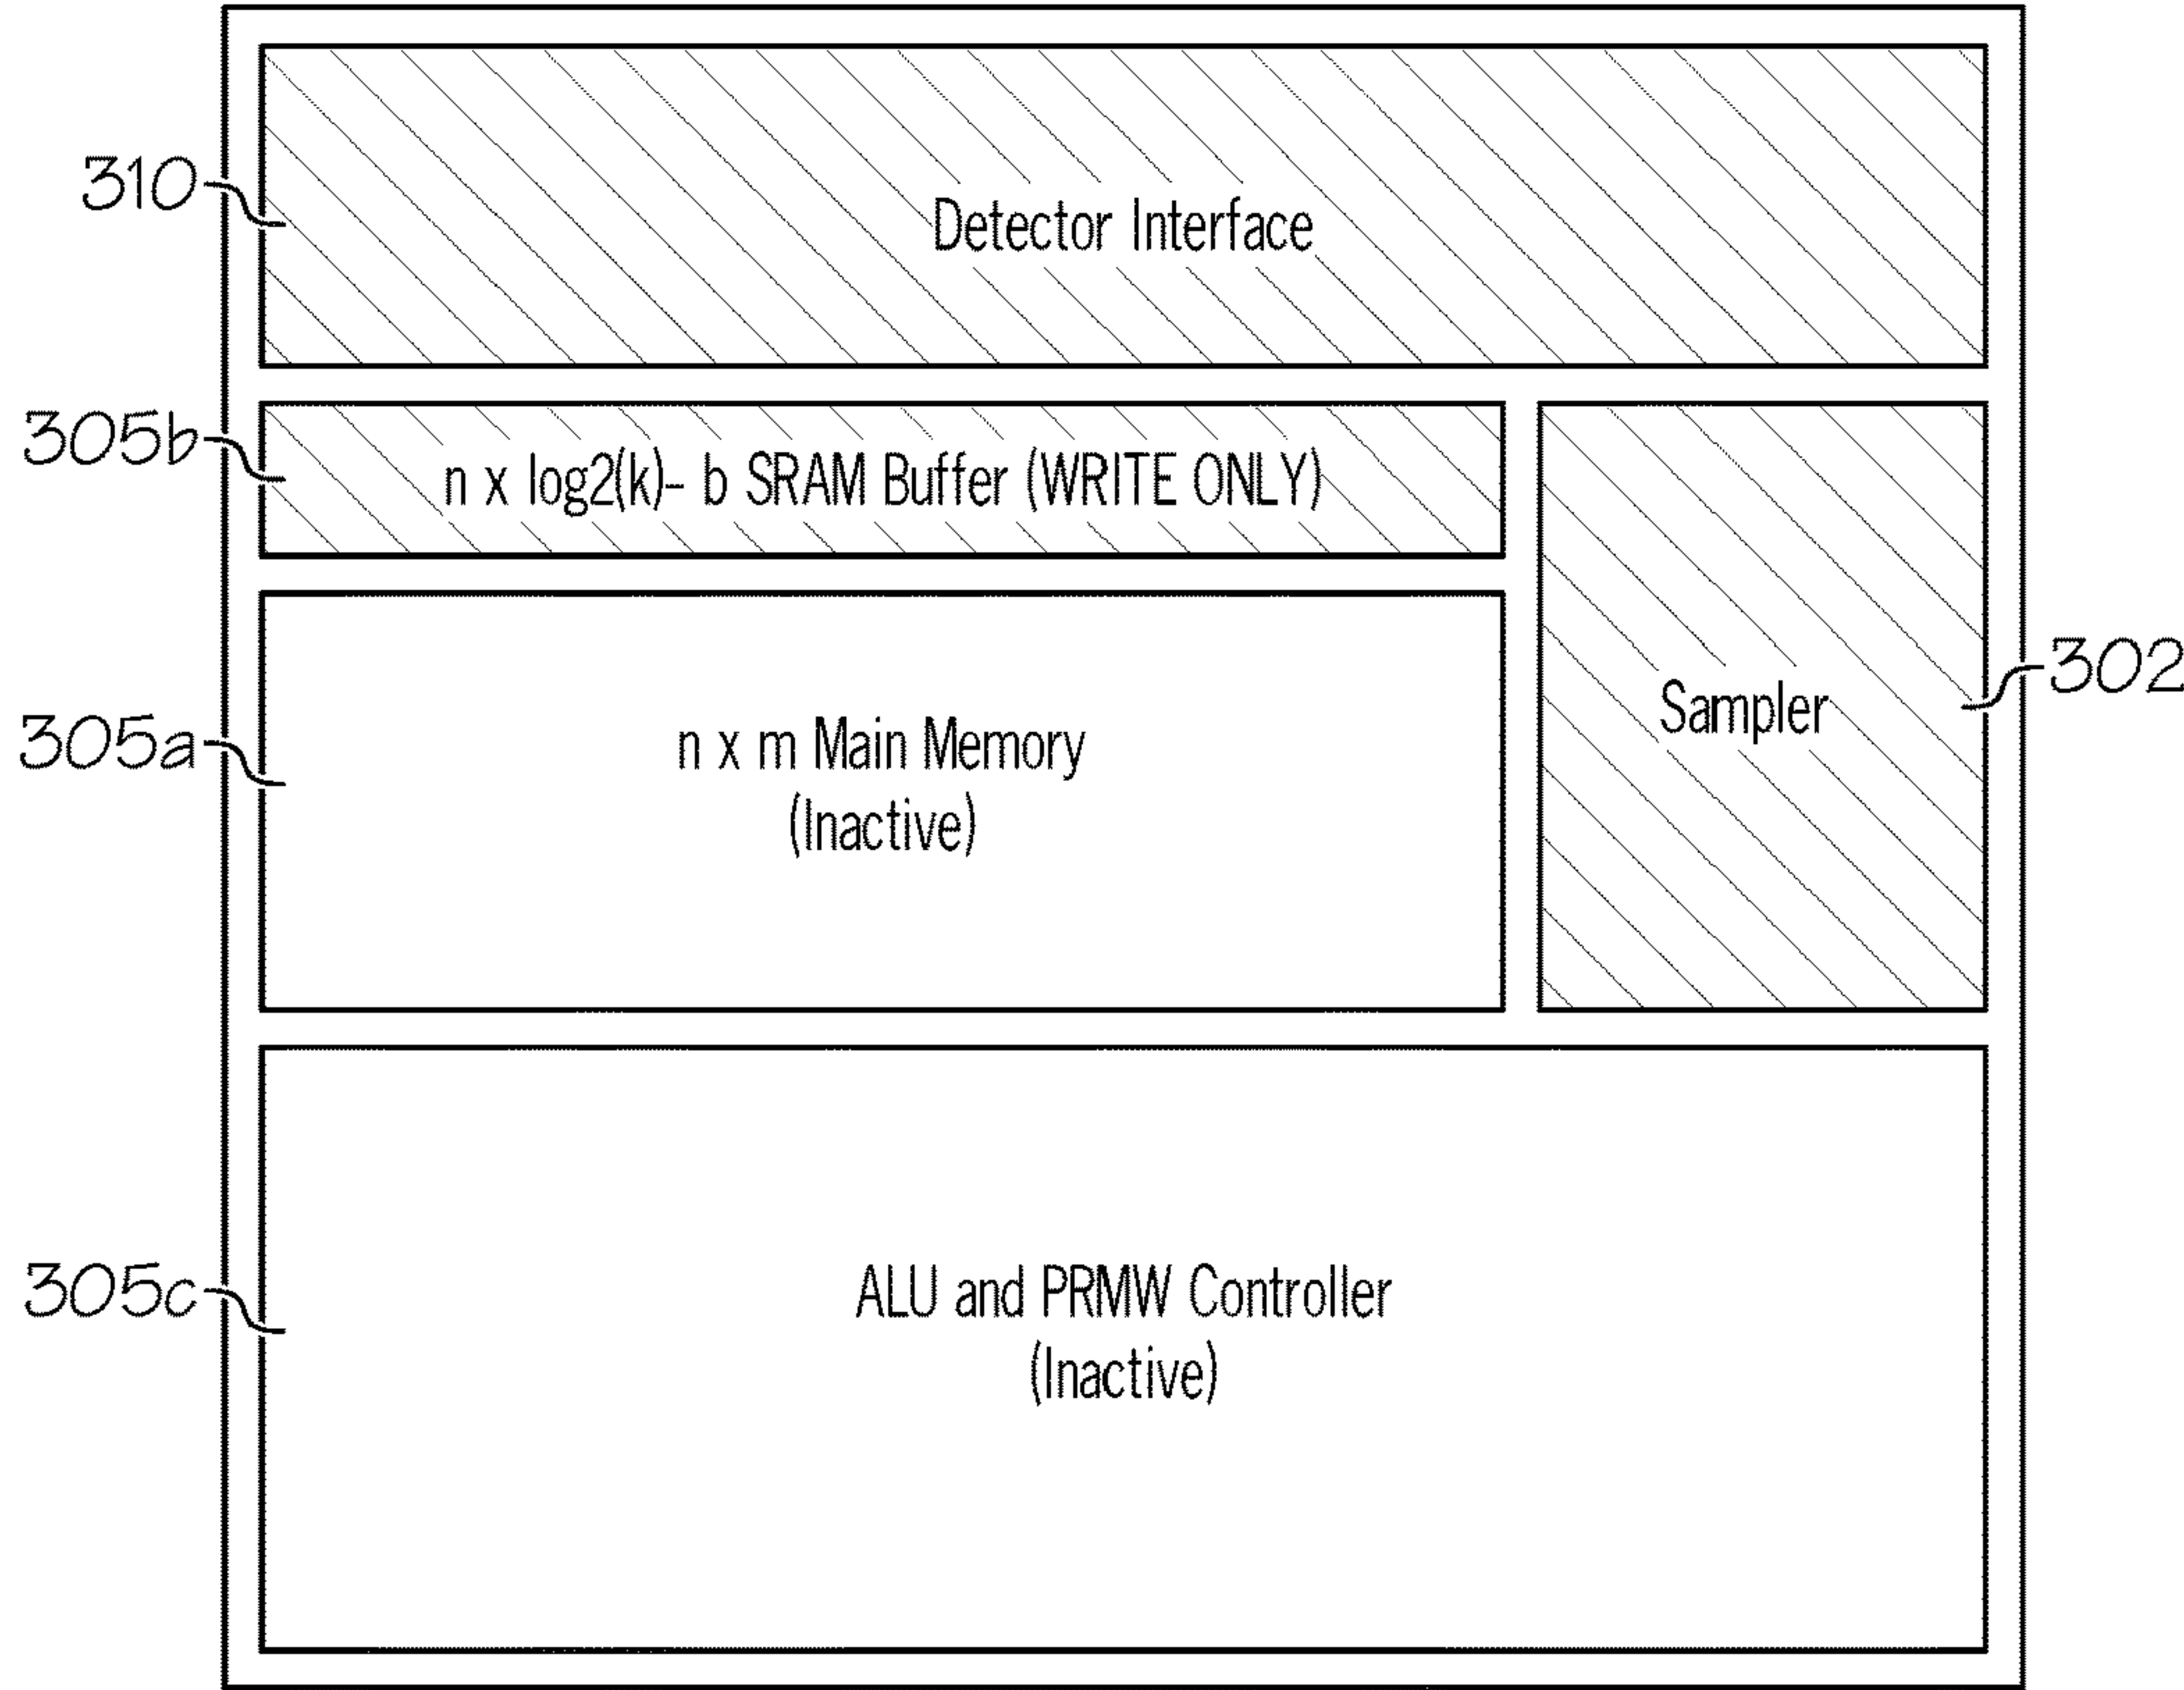 310
Detector Interface
305b
n x log2(k)- b SRAM Buffer (WRITE ONLY)
305a
n x m Main Memory
(Inactive)
Sampler
302
305c
ALU and PRMW Controller
(Inactive)